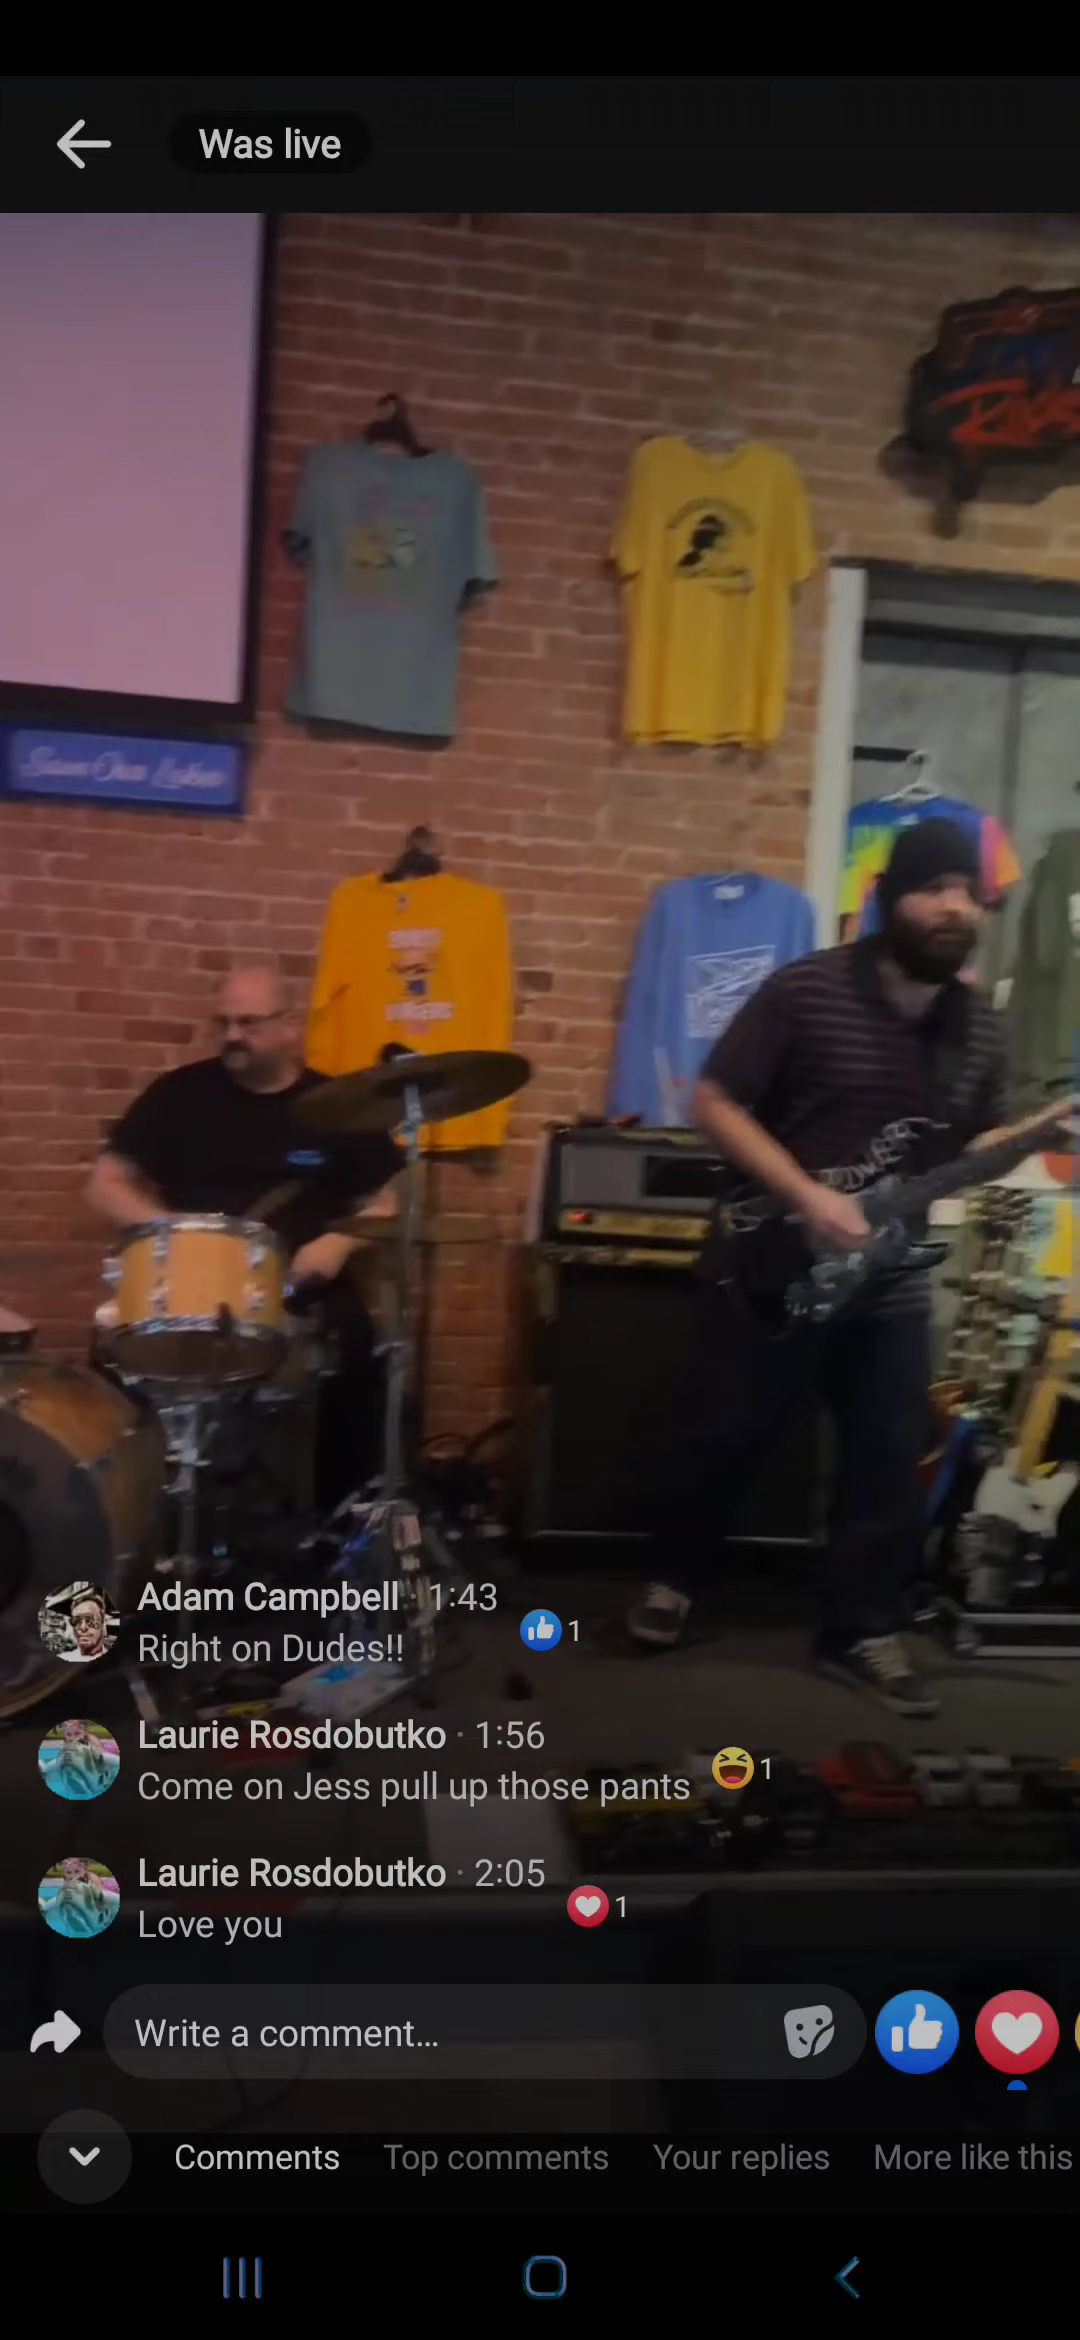 Was live
Adam Campbell · 1:43
Right on Dudes!!
1
Laurie Rosdobutko · 1:56
Come on Jess pull up those pants
1
Laurie Rosdobutko · 2:05
Love you
1
Write a comment...
Comments Top comments Your replies More like this